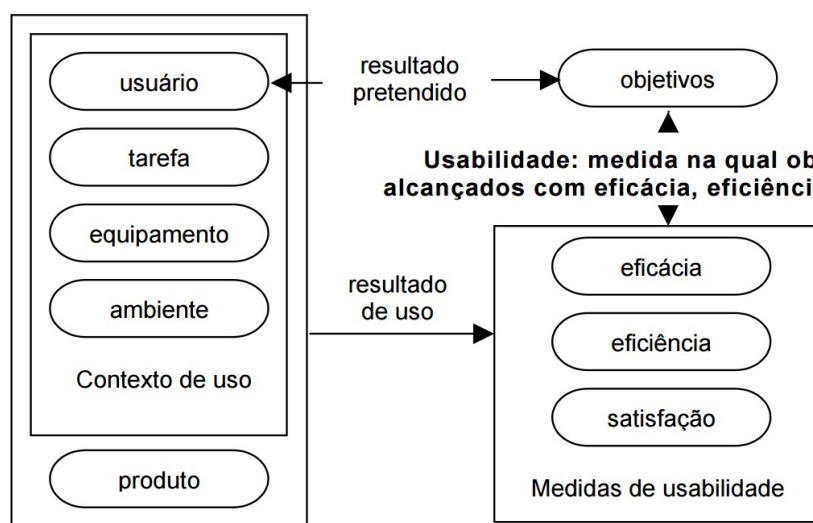 usuário
tarefa
equipamento
ambiente
Contexto de uso
produto
resultado
pretendido
objetivos
Usabilidade: medida na qual ob
alcançados com eficácia, eficiênci
resultado
de uso
eficácia
eficiência
satisfação
Medidas de usabilidade